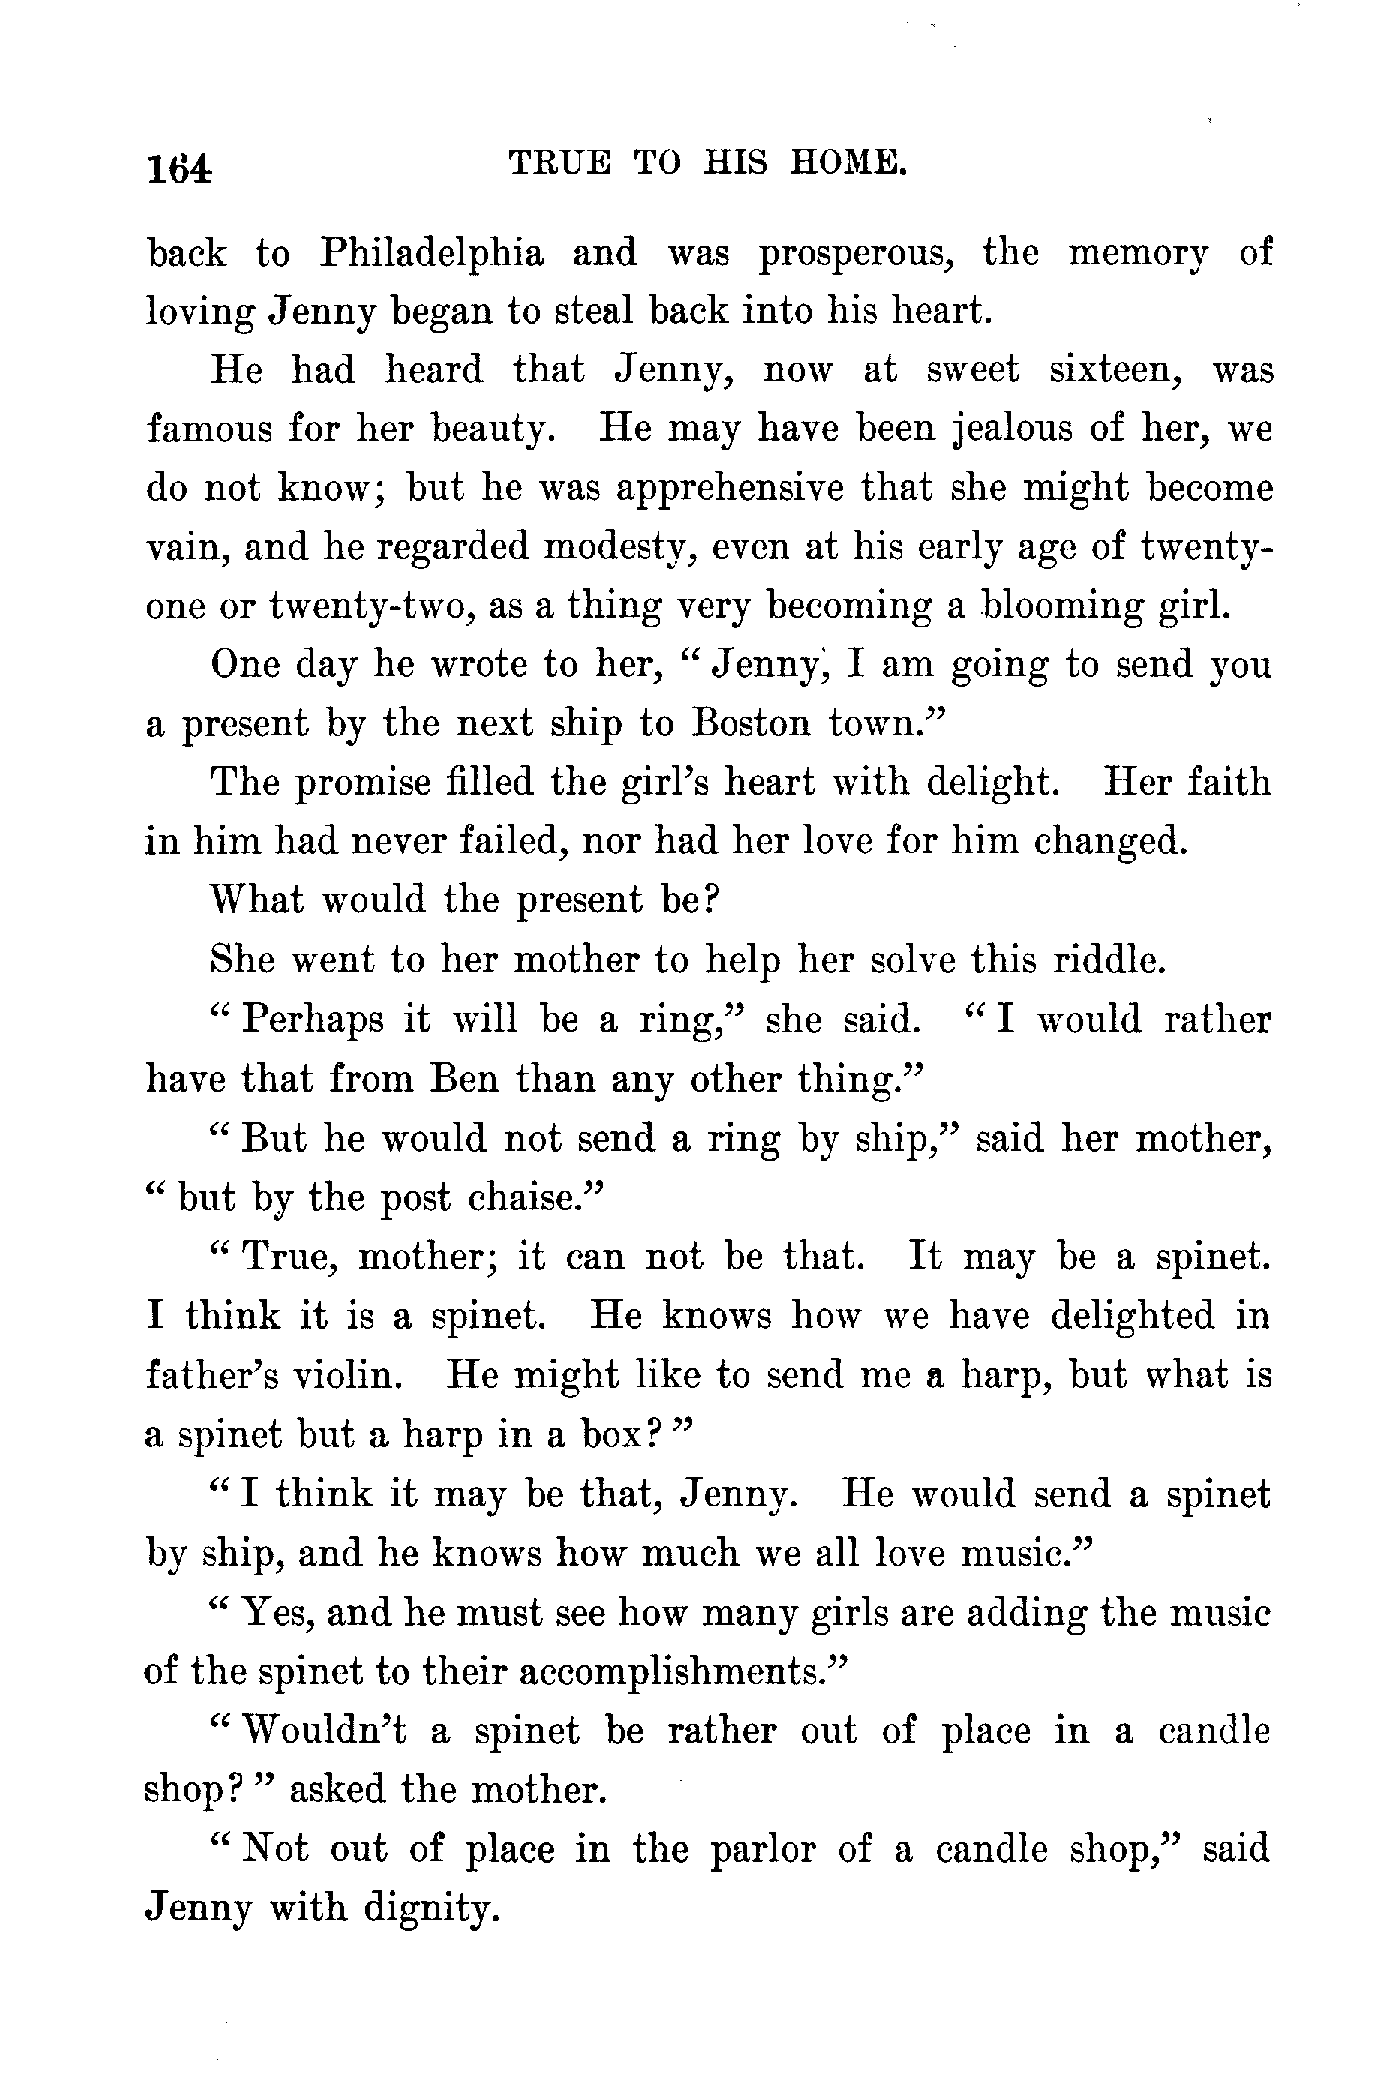 164 TRUE TO HIS HOME.
back to Philadelphia and was prosperous, the memory of
loving Jenny began to steal back into his heart.
He had heard that Jenny, now at sweet sixteen, was
famous for her beauty. He may have been jealous of her, we
do not know; but he was apprehensive that she might become
vain, and he regarded modesty, even at his early age of twenty-
one or twenty-two, as a thing very becoming a blooming girl.
One day he wrote to her, “ Jenny, I am going to send you
a present by the next ship to Boston town.”
The promise filled the girl’s heart with delight. Her faith
in him had never failed, nor had her love for him changed.
What would the present be?
She went to her mother to help her solve this riddle.
“ Perhaps it will be a ring,” she said. “ I would rather
have that from Ben than any other thing.”
“ But he would not send a ring by ship,” said her mother,
“ but by the post chaise.”
“ True, mother; it can not be that. It may be a spinet.
I think it is a spinet. He knows how we have delighted in
father’s violin. He might like to send me a harp, but what is
a spinet but a harp in a box? ”
“ I think it may be that, Jenny. He would send a spinet
by ship, and he knows how much we all love music.”
“ Yes, and he must see how many girls are adding the music
of the spinet to their accomplishments.”
“ Wouldn’t a spinet be rather out of place in a candle
shop? ” asked the mother.
“ Not out of place in the parlor of a candle shop,” said
Jenny with dignity.